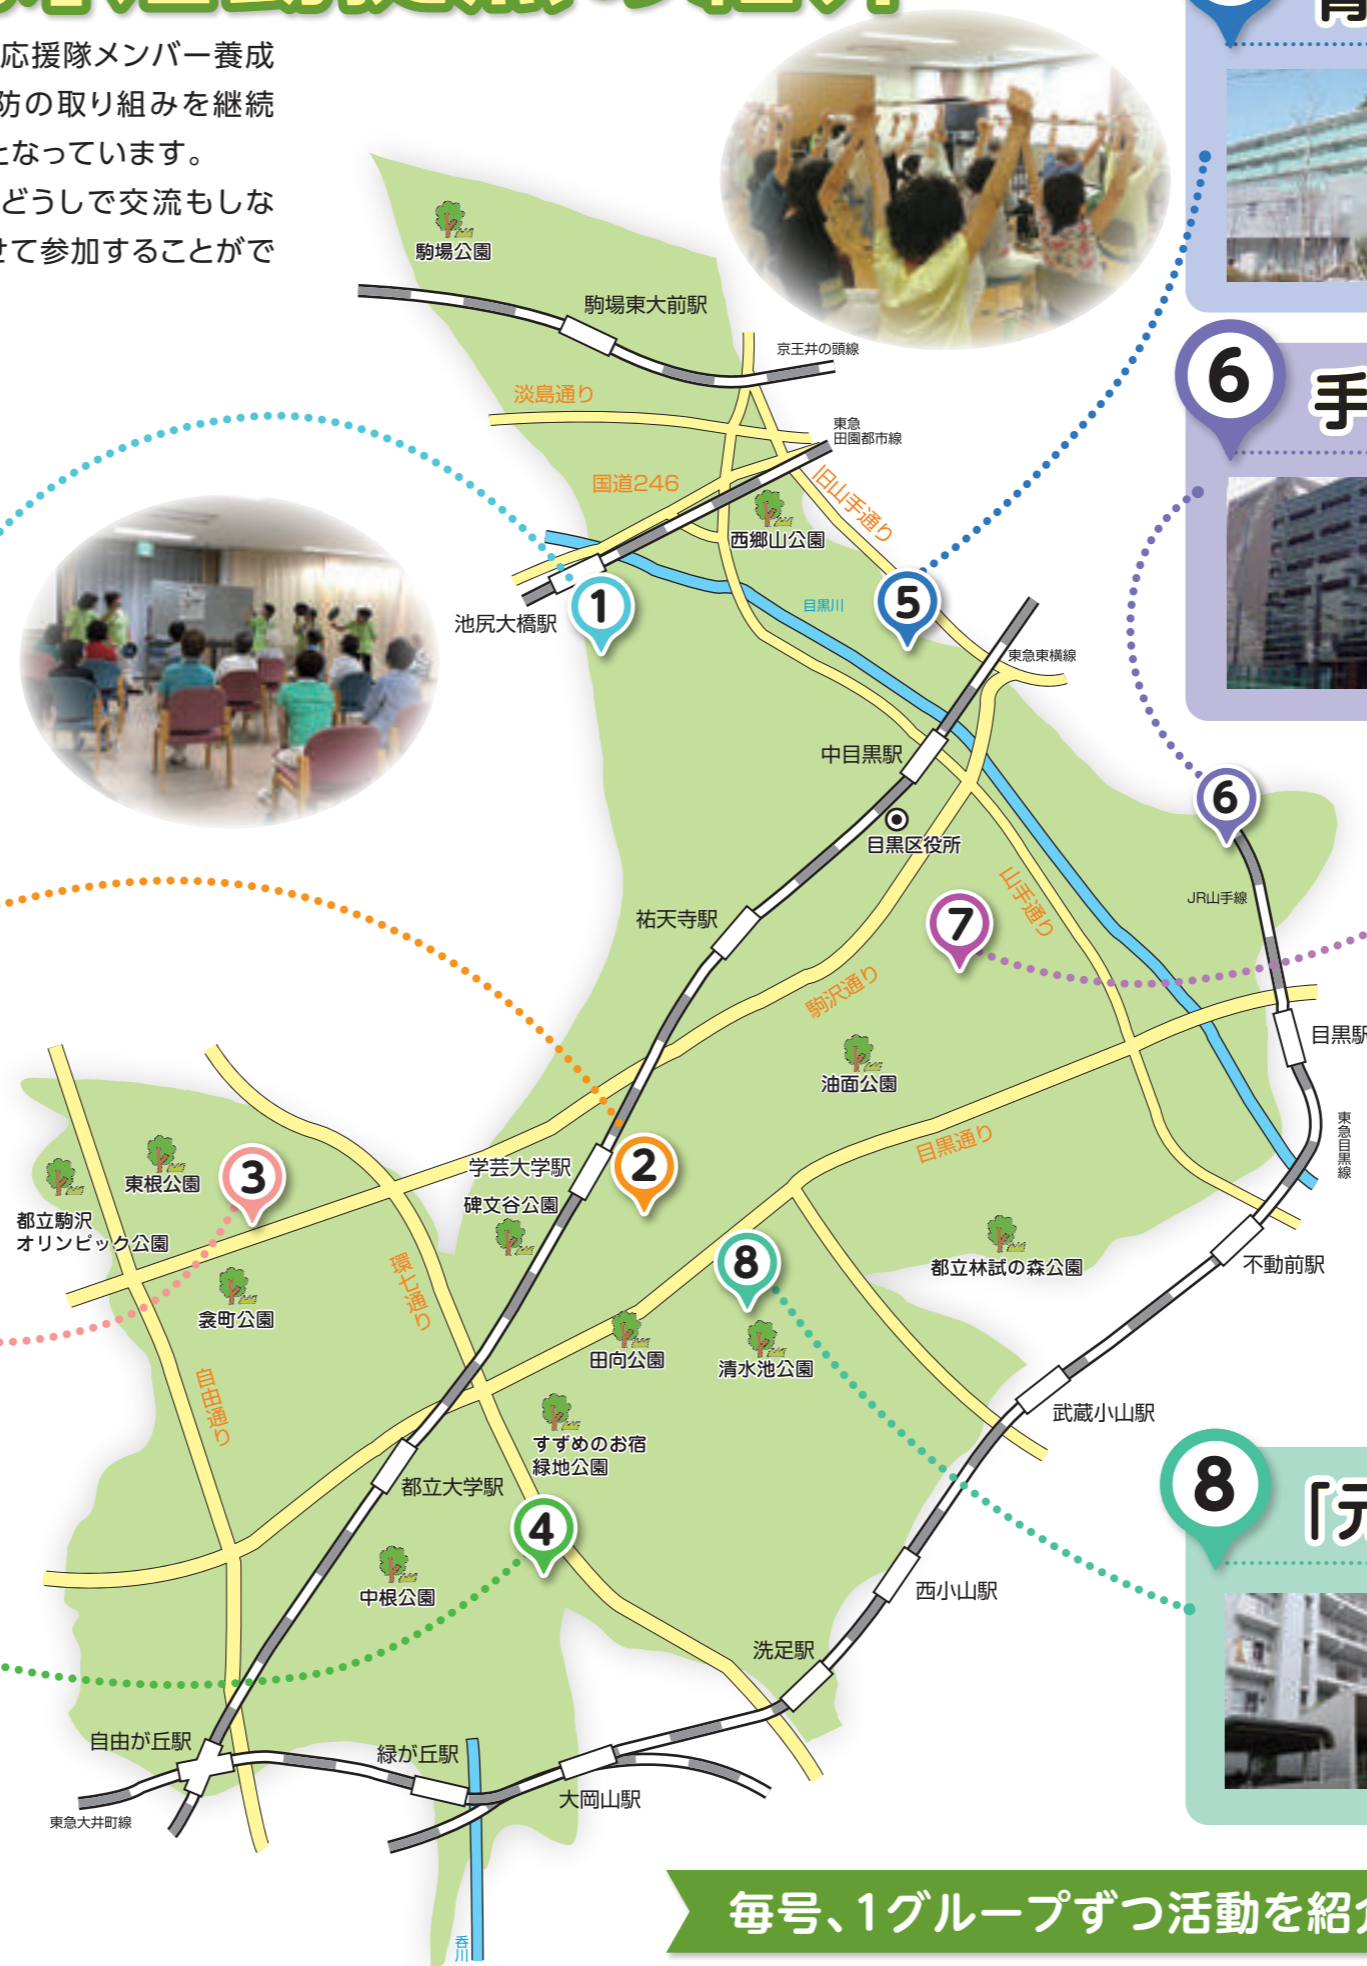 応援隊メンバー養成
防の取り組みを継続
となっています。
どうしで交流もしな
せて参加することがで
駒場公園
駒場東大前駅
京王井の頭線
淡島通り
東急
田園都市線
国道246
旧山手通り
西郷山公園
池尻大橋駅
1
目黒川
5
東急東横線
中目黒駅
目黒区役所
6
手
6
JR山手線
山手通り
7
祐天寺駅
駒沢通り
目黒駅
油面公園
目黒通り
東急目黒線
学芸大学駅
2
碑文谷公園
東根公園
3
都立駒沢
オリンピック公園
環七通り
衾町公園
自由通り
8
都立林試の森公園
不動前駅
田向公園
清水池公園
すずめのお宿
緑地公園
武蔵小山駅
都立大学駅
4
中根公園
西小山駅
洗足駅
8
自由が丘駅
緑が丘駅
大岡山駅
東急大井町線
呑川
毎号、1グループずつ活動を紹